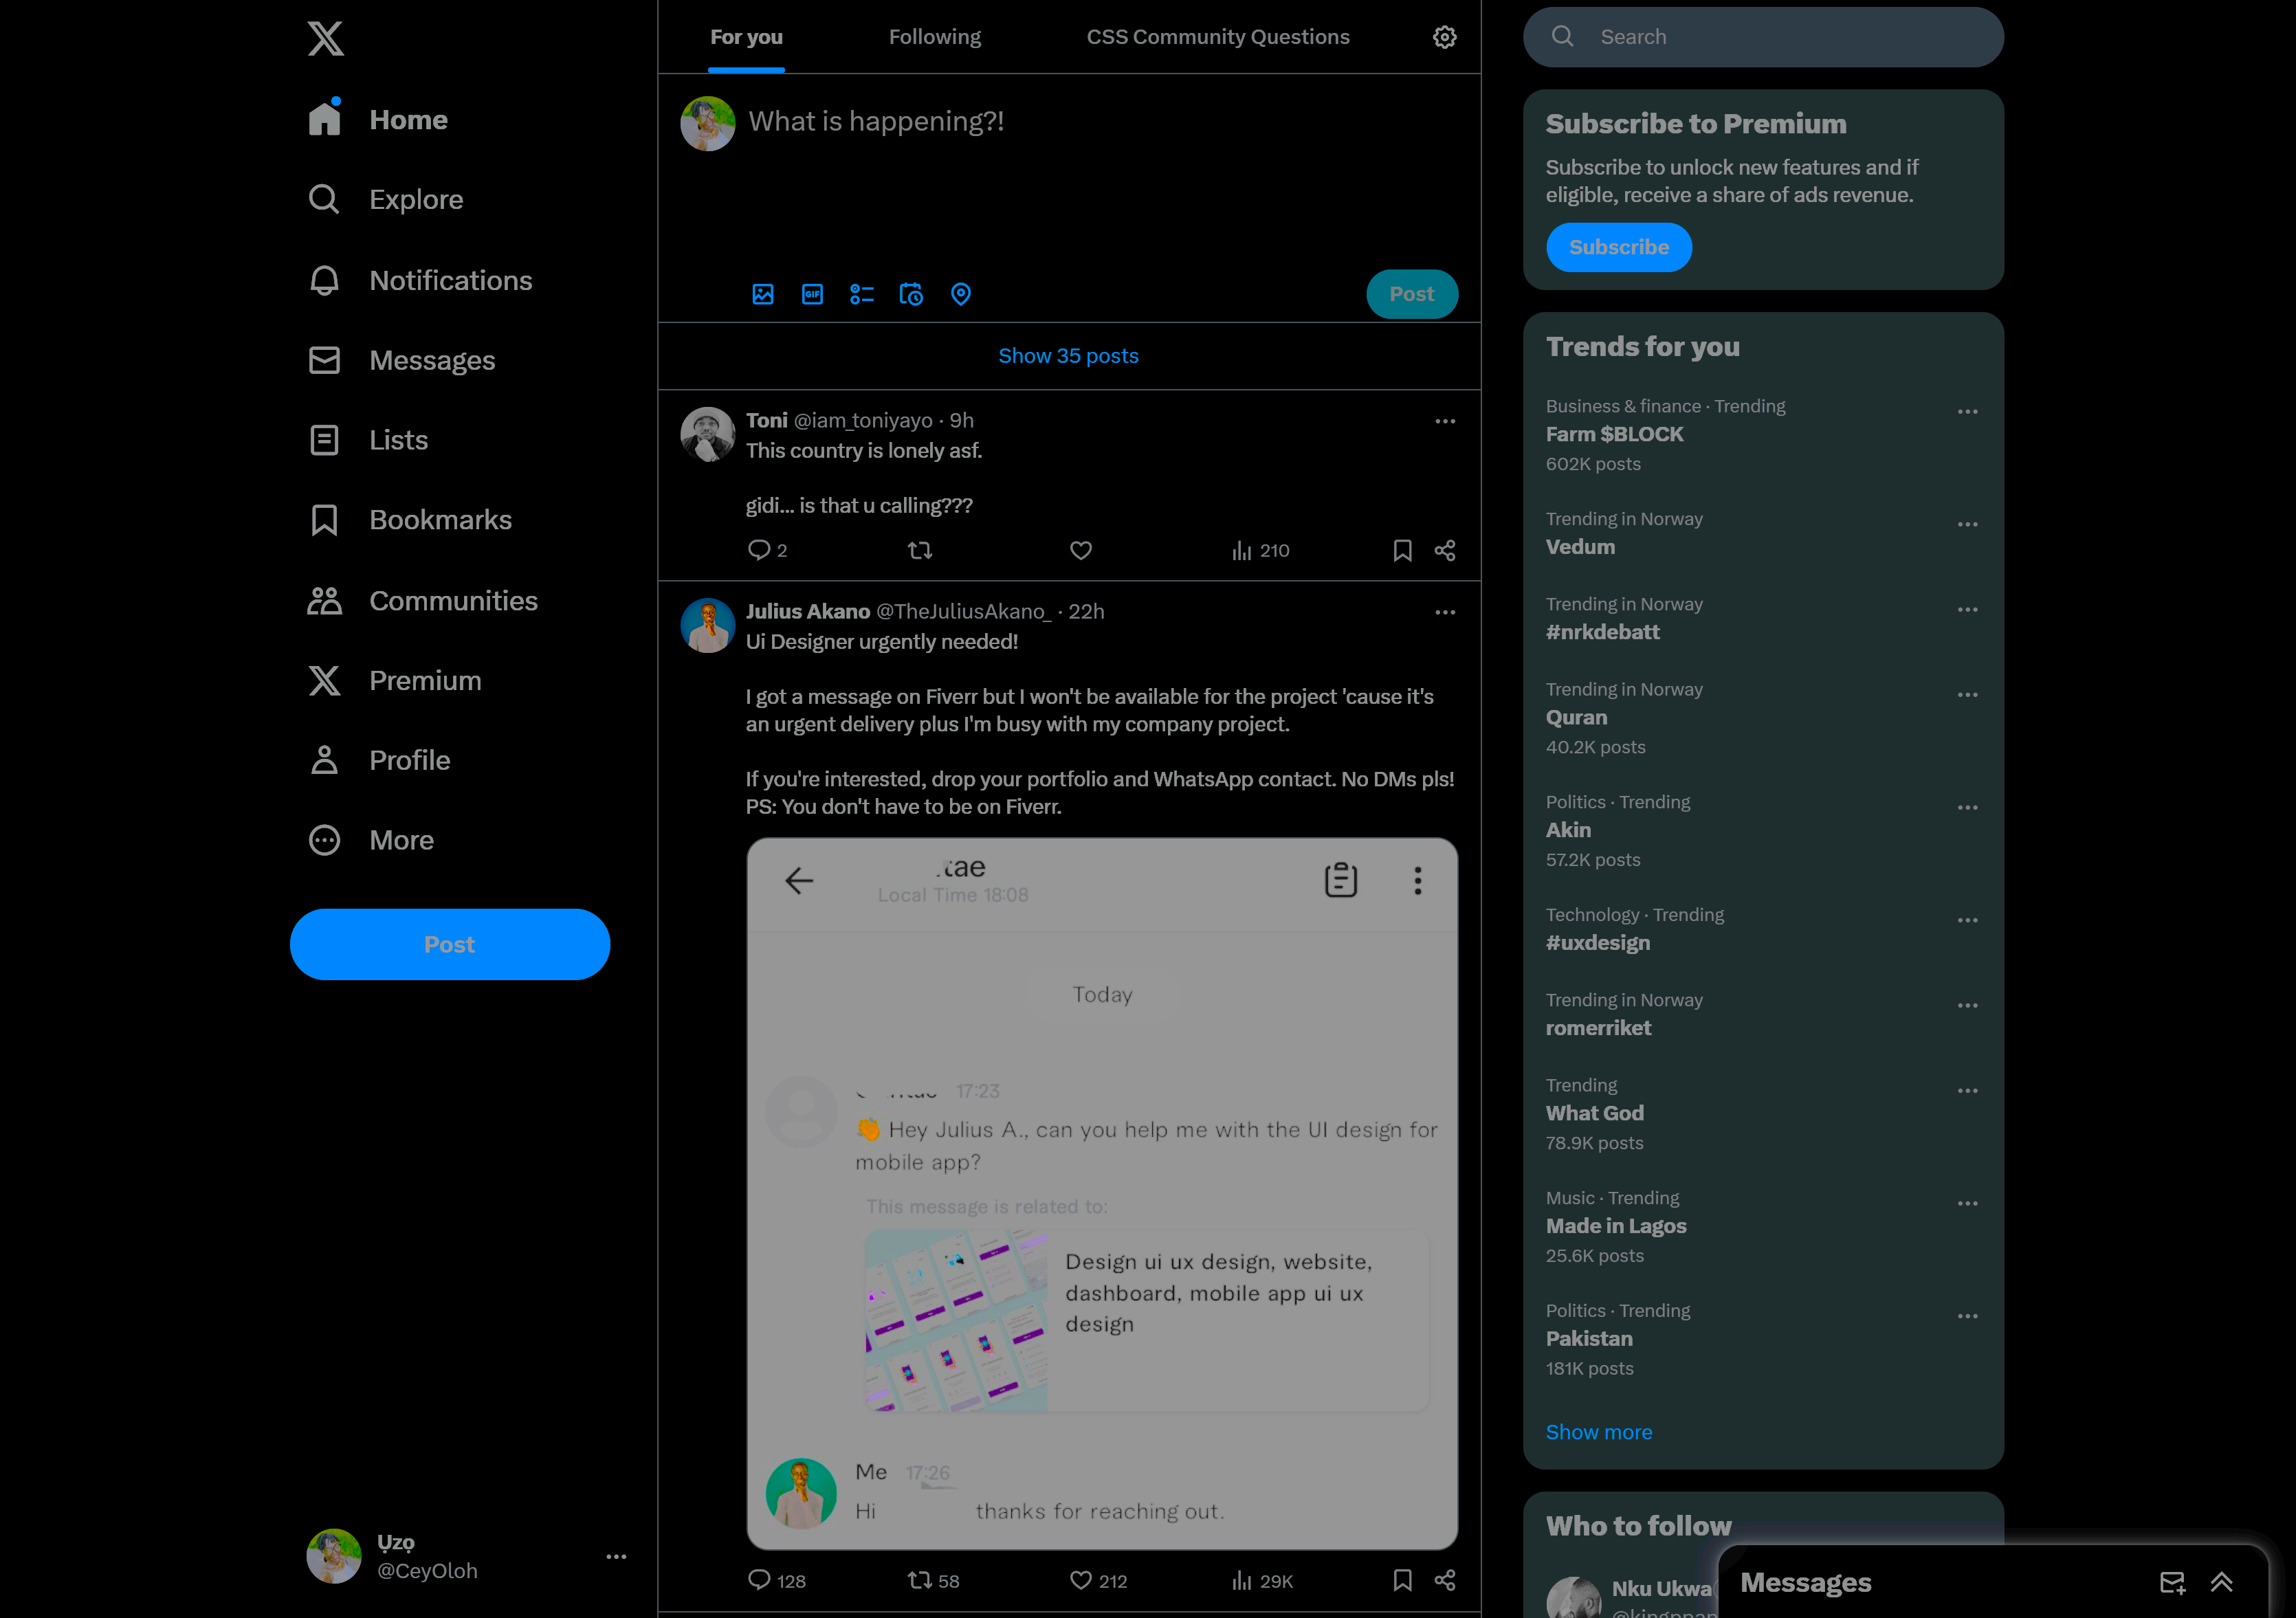 Home
Explore
Notifications
Messages
Lists
Bookmarks
Communities
Premium
Profile
More
Post
Ụzọ
@CeyOloh
For you
Following
CSS Community Questions
What is happening?!
GIF
Post
Show 35 posts
Toni @iam_toniyayo · 9h
This country is lonely asf.
gidi... is that u calling???
2
210
Julius Akano @TheJuliusAkano_ · 22h
Ui Designer urgently needed!
I got a message on Fiverr but I won't be available for the project 'cause it's
an urgent delivery plus I'm busy with my company project.
If you're interested, drop your portfolio and WhatsApp contact. No DMs pls!
PS: You don't have to be on Fiverr.
Local Time 18:08
Today
17:23
👏 Hey Julius A., can you help me with the UI design for
mobile app?
This message is related to:
Design ui ux design, website,
dashboard, mobile app ui ux
design
Me 17:26
Hi thanks for reaching out.
128
58
212
29K
Search
Subscribe to Premium
Subscribe to unlock new features and if
eligible, receive a share of ads revenue.
Subscribe
Trends for you
Business & finance · Trending
Farm $BLOCK
602K posts
Trending in Norway
Vedum
Trending in Norway
#nrkdebatt
Trending in Norway
Quran
40.2K posts
Politics · Trending
Akin
57.2K posts
Technology · Trending
#uxdesign
Trending in Norway
romerriket
Trending
What God
78.9K posts
Music · Trending
Made in Lagos
25.6K posts
Politics · Trending
Pakistan
181K posts
Show more
Who to follow
Nku Ukwa
Messages